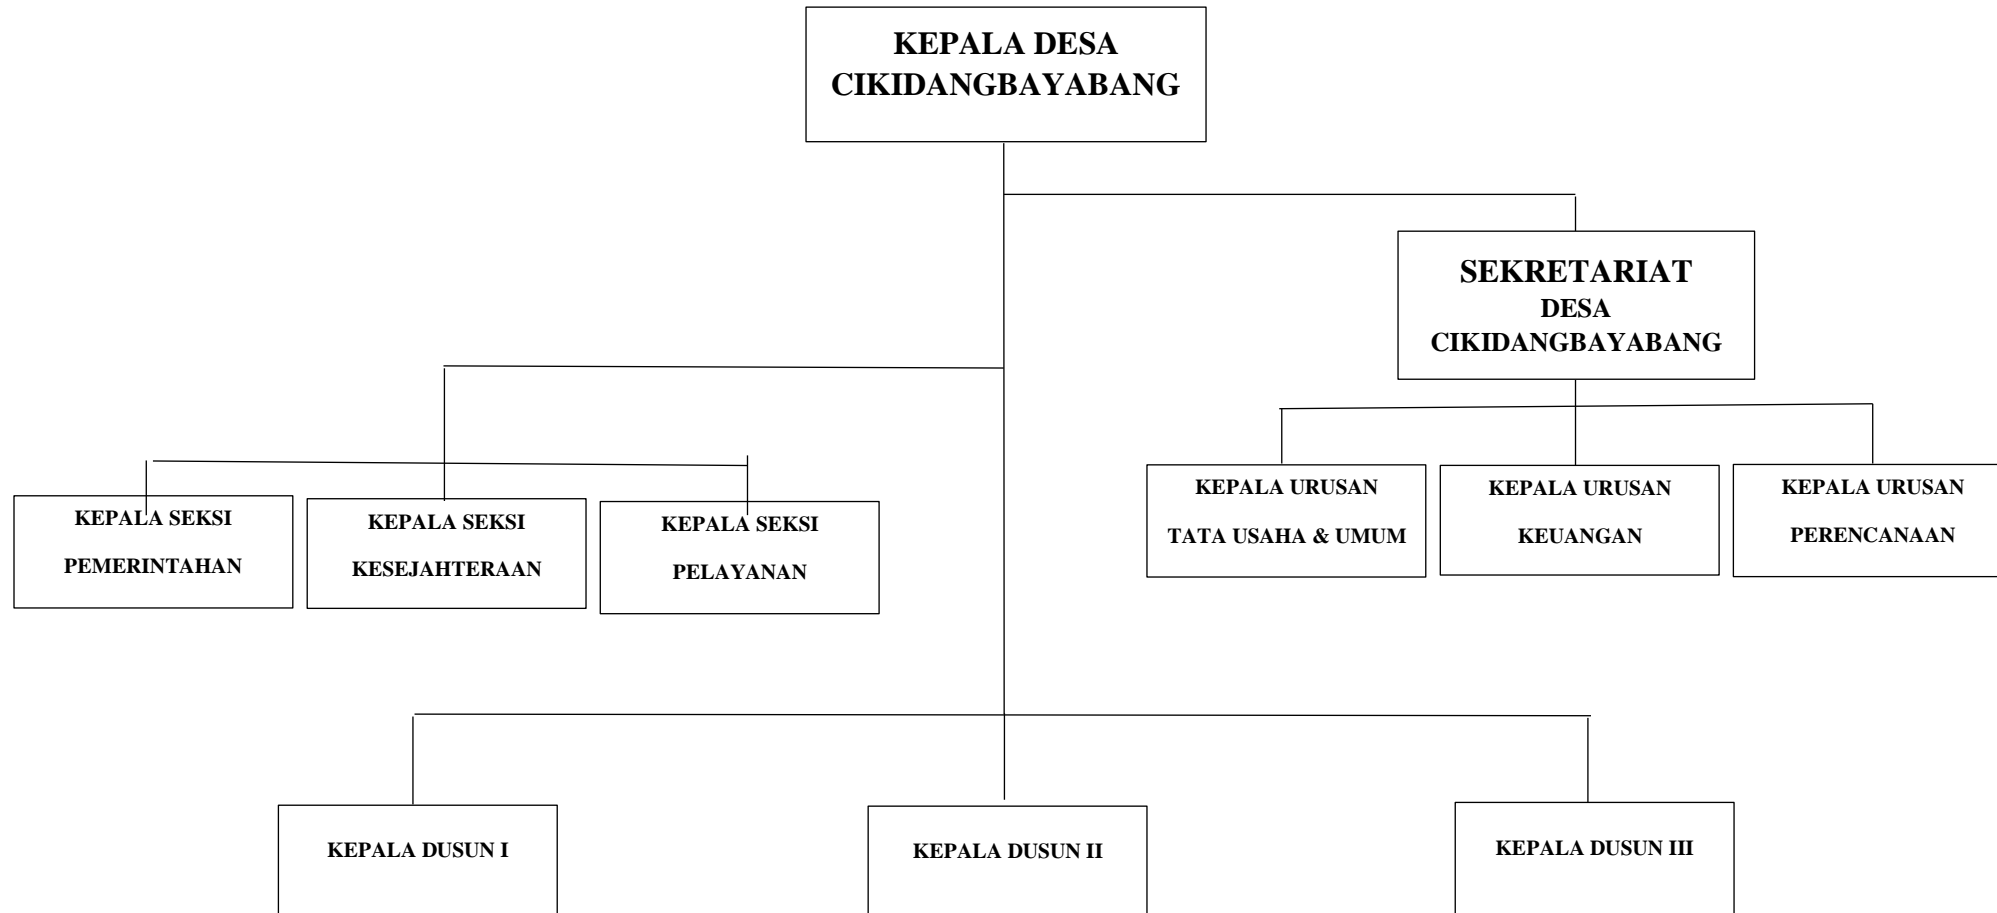 KEPALA DESA
CIKIDANGBAYABANG
SEKRETARIAT
DESA
CIKIDANGBAYABANG
KEPALA SEKSI
PEMERINTAHAN
KEPALA SEKSI
KESEJAHTERAAN
KEPALA SEKSI
PELAYANAN
KEPALA URUSAN
TATA USAHA & UMUM
KEPALA URUSAN
KEUANGAN
KEPALA URUSAN
PERENCANAAN
KEPALA DUSUN I
KEPALA DUSUN II
KEPALA DUSUN III